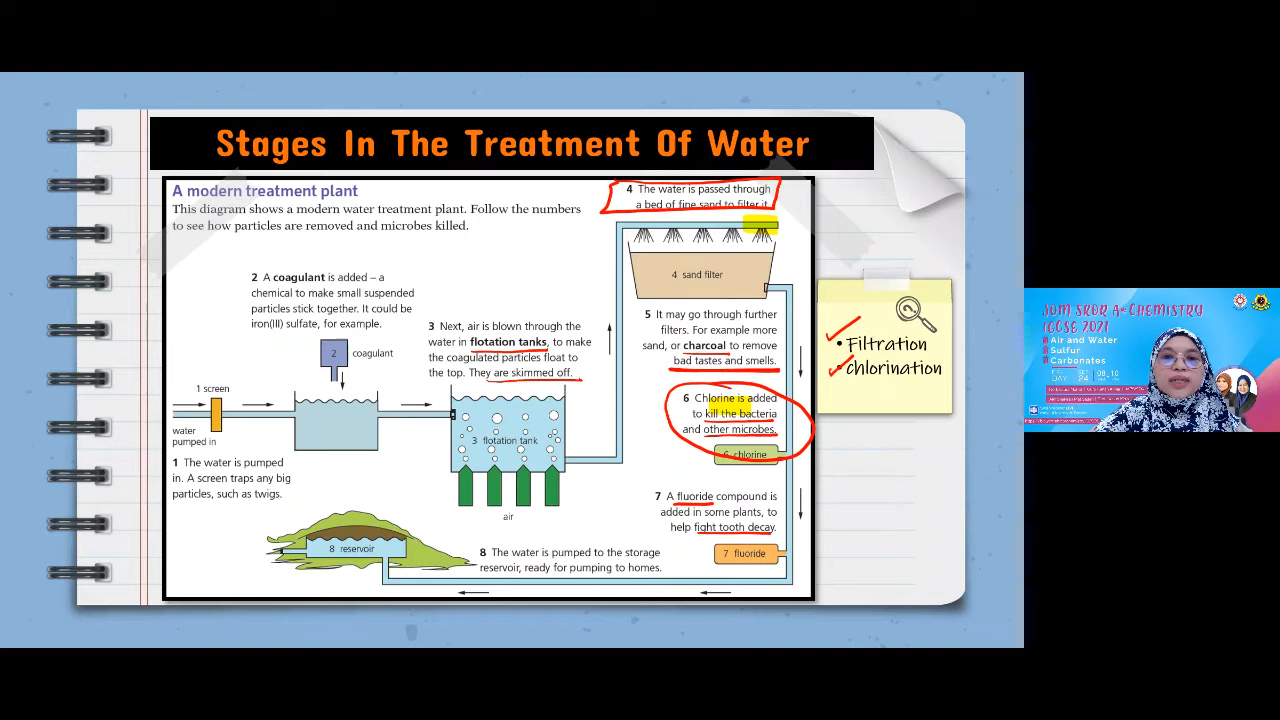 Stages In The Treatment Of Water
A modern treatment plant
This diagram shows a modern water treatment plant. Follow the numbers
to see how particles are removed and microbes killed.
4 The water is passed through
a bed of fine sand to filter it.
4 sand filter
2 A coagulant is added – a
chemical to make small suspended
particles stick together. It could be
iron(III) sulfate, for example.
2
coagulant
3 Next, air is blown through the
water in flotation tanks, to make
the coagulated particles float to
the top. They are skimmed off.
5 It may go through further
filters. For example more
sand, or charcoal to remove
bad tastes and smells.
1 screen
water
pumped in
1 The water is pumped
in. A screen traps any big
particles, such as twigs.
3 flotation tank
air
6 Chlorine is added
to kill the bacteria
and other microbes.
6 chlorine
7 A fluoride compound is
added in some plants, to
help fight tooth decay.
7 fluoride
8 reservoir
8 The water is pumped to the storage
reservoir, ready for pumping to homes.
• Filtration
• Chlorination
JOM SKOR A* CHEMISTRY
IGCSE 2021
Air and Water
Sulfur
Carbonates
FRI
DAY
SEP
24
08_10